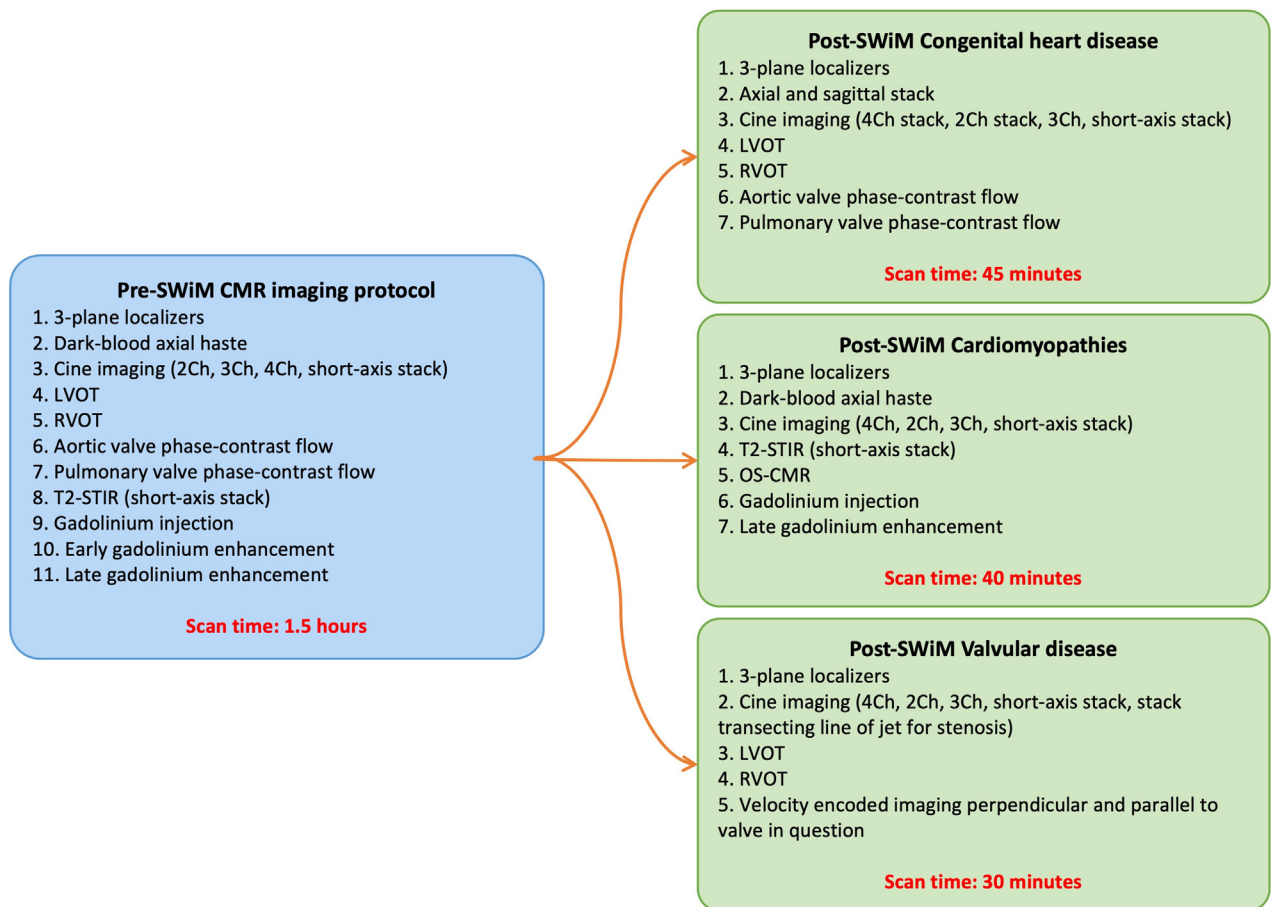 Pre-SWiM CMR imaging protocol
1. 3-plane localizers
2. Dark-blood axial haste
3. Cine imaging (2Ch, 3Ch, 4Ch, short-axis stack)
4. LVOT
5. RVOT
6. Aortic valve phase-contrast flow
7. Pulmonary valve phase-contrast flow
8. T2-STIR (short-axis stack)
9. Gadolinium injection
10. Early gadolinium enhancement
11. Late gadolinium enhancement
Scan time: 1.5 hours
Post-SWiM Congenital heart disease
1. 3-plane localizers
2. Axial and sagittal stack
3. Cine imaging (4Ch stack, 2Ch stack, 3Ch, short-axis stack)
4. LVOT
5. RVOT
6. Aortic valve phase-contrast flow
7. Pulmonary valve phase-contrast flow
Scan time: 45 minutes
Post-SWiM Cardiomyopathies
1. 3-plane localizers
2. Dark-blood axial haste
3. Cine imaging (4Ch, 2Ch, 3Ch, short-axis stack)
4. T2-STIR (short-axis stack)
5. OS-CMR
6. Gadolinium injection
7. Late gadolinium enhancement
Scan time: 40 minutes
Post-SWiM Valvular disease
1. 3-plane localizers
2. Cine imaging (4Ch, 2Ch, 3Ch, short-axis stack, stack
transecting line of jet for stenosis)
3. LVOT
4. RVOT
5. Velocity encoded imaging perpendicular and parallel to
valve in question
Scan time: 30 minutes